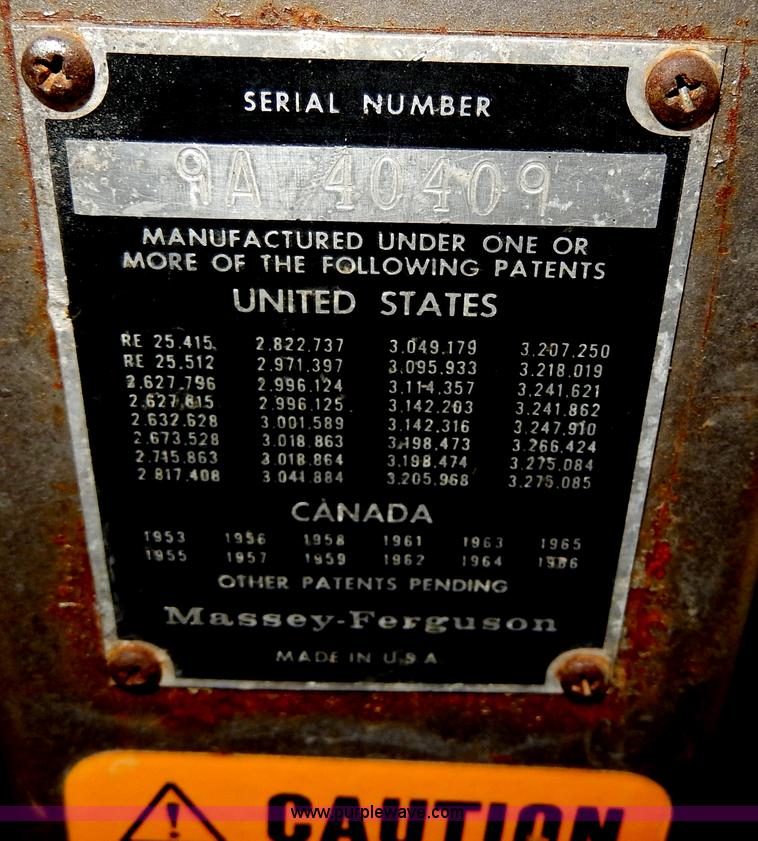 SERIAL NUMBER
9A 40409
MANUFACTURED UNDER ONE OR
MORE OF THE FOLLOWING PATENTS
UNITED STATES
RE 25.415 2.822.737 3.049.179 3.207.250
RE 25.512 2.971.397 3.095.933 3.218.019
2.627.796 2.996.124 3.114.357 3.241.621
2.627.815 2.996.125 3.142.203 3.241.862
2.632.628 3.001.589 3.142.316 3.247.910
2.673.528 3.018.863 3.198.473 3.266.424
2.715.863 3.018.864 3.198.474 3.275.084
2.817.408 3.041.884 3.205.968 3.275.085
CANADA
1953 1956 1958 1961 1963 1965
1955 1957 1959 1962 1964 1966
OTHER PATENTS PENDING
Massey-Ferguson
MADE IN U S A
CAUTION
www.purplewave.com